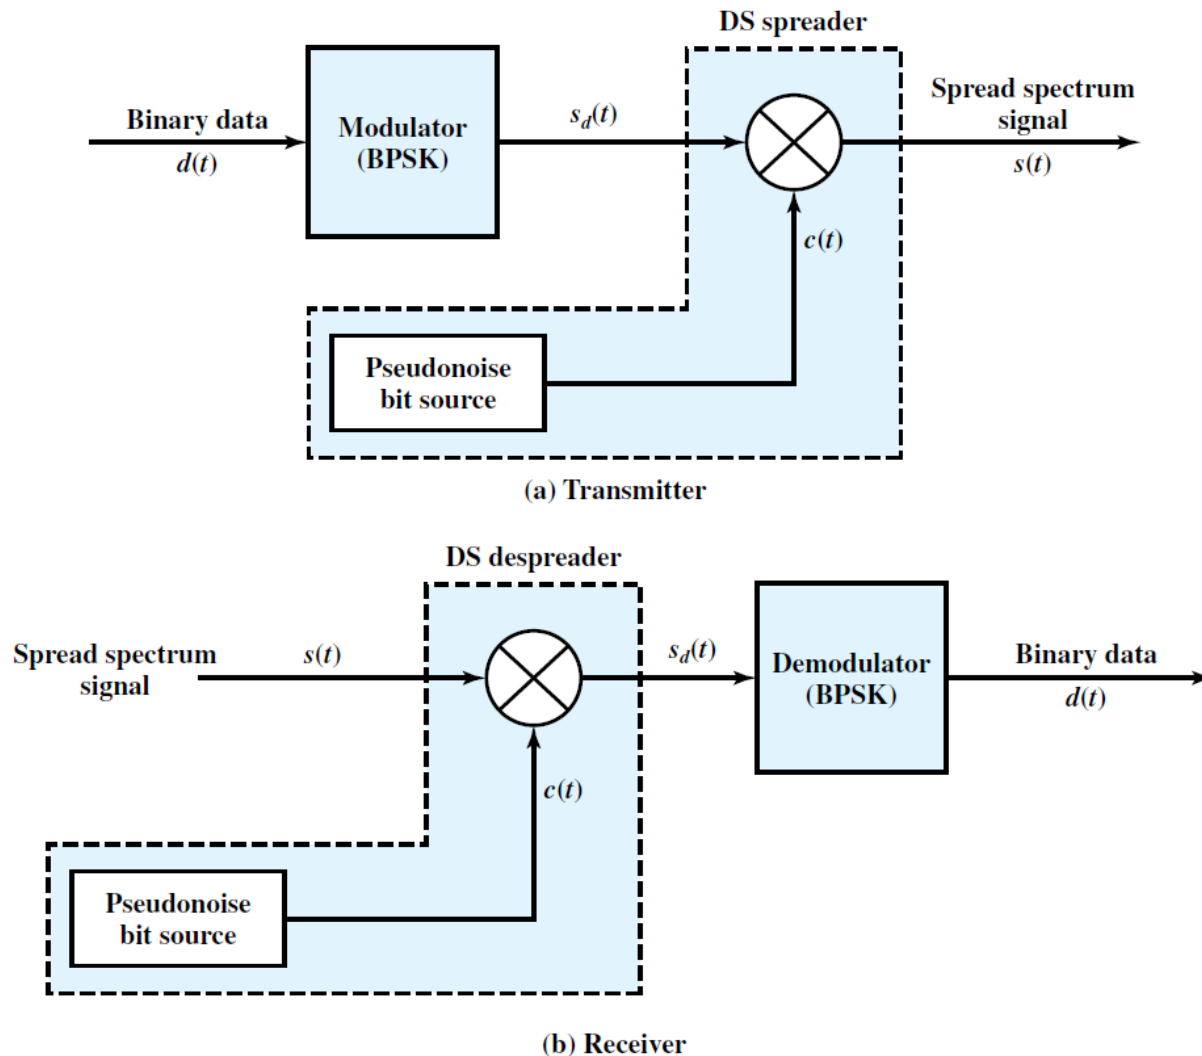 DS spreader
Binary data
d(t)
Modulator
(BPSK)
s_d(t)
Spread spectrum
signal
s(t)
c(t)
Pseudonoise
bit source
(a) Transmitter
DS despreader
Spread spectrum
signal
s(t)
s_d(t)
Demodulator
(BPSK)
Binary data
d(t)
c(t)
Pseudonoise
bit source
(b) Receiver